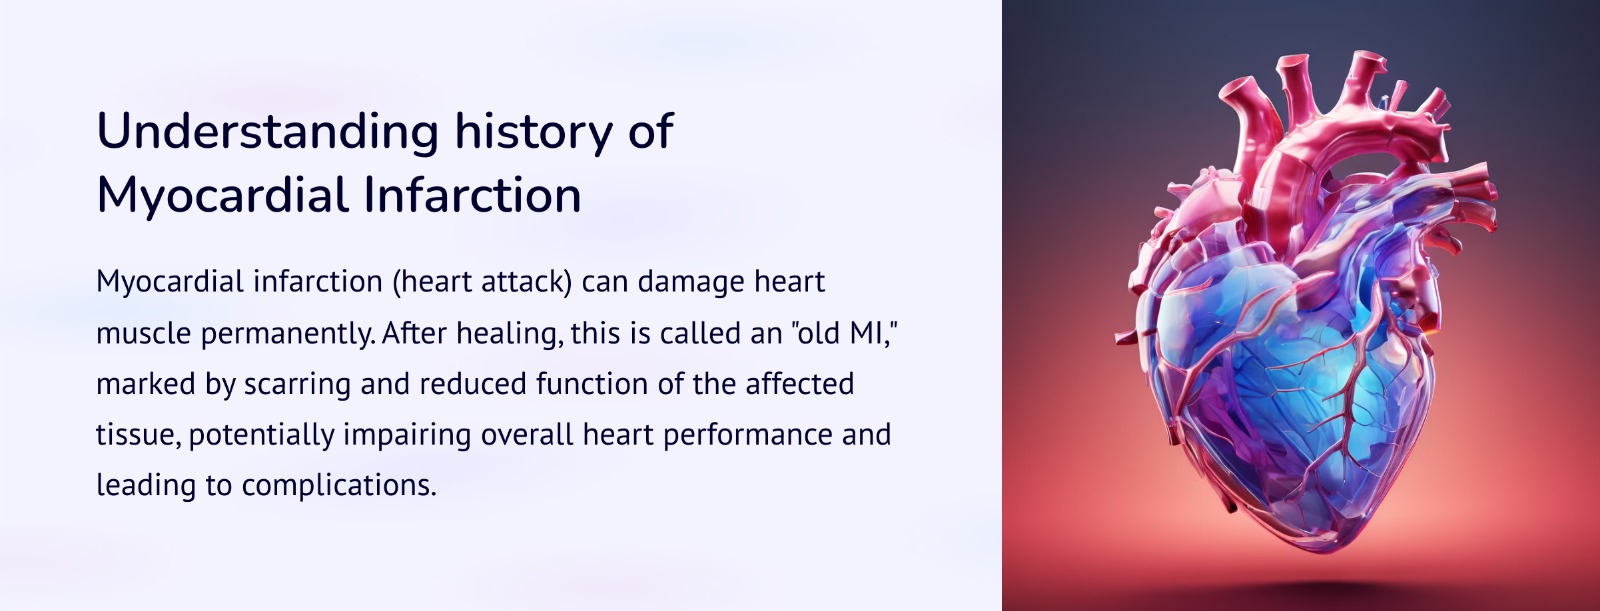 Understanding history of
Myocardial Infarction
Myocardial infarction (heart attack) can damage heart
muscle permanently. After healing, this is called an "old MI,"
marked by scarring and reduced function of the affected
tissue, potentially impairing overall heart performance and
leading to complications.